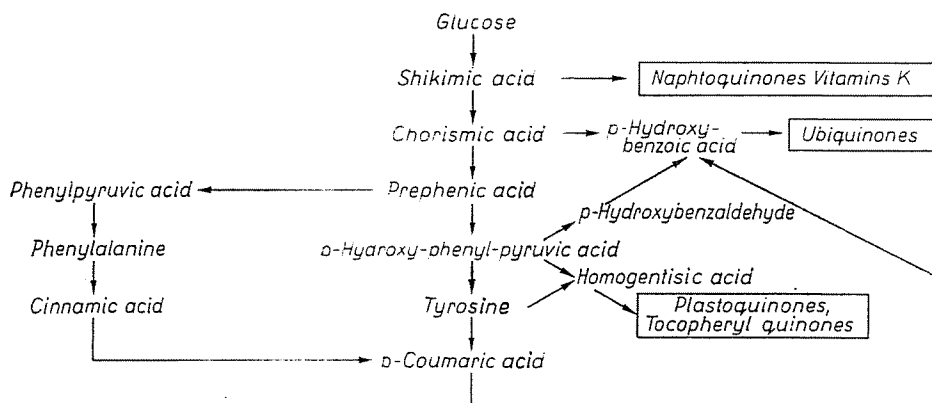 Glucose
Shikimic acid
Naphtoquinones Vitamins K
Chorismic acid
p-Hydroxy-
benzoic acid
Ubiquinones
Phenylpyruvic acid
Prephenic acid
p-Hydroxybenzaldehyde
Phenylalanine
p-Hydroxy-phenyl-pyruvic acid
Homogentisic acid
Cinnamic acid
Tyrosine
Plastoquinones,
Tocopheryl quinones
p-Coumaric acid